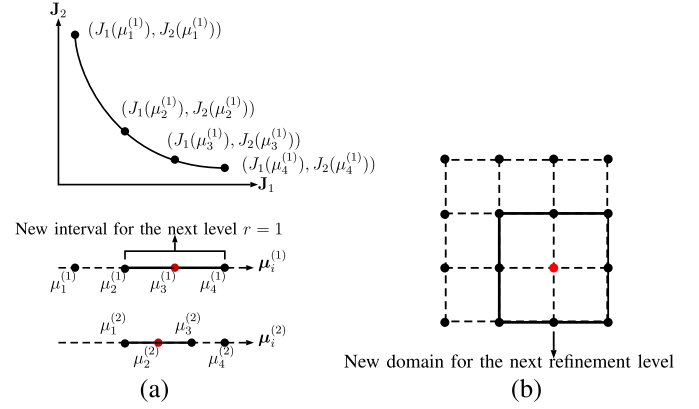 J₂
(J₁(μ₁⁽¹⁾), J₂(μ₁⁽¹⁾))
(J₁(μ₂⁽¹⁾), J₂(μ₂⁽¹⁾))
(J₁(μ₃⁽¹⁾), J₂(μ₃⁽¹⁾))
(J₁(μ₄⁽¹⁾), J₂(μ₄⁽¹⁾))
J₁
New interval for the next level r = 1
μᵢ⁽¹⁾
μ₁⁽¹⁾ μ₂⁽¹⁾ μ₃⁽¹⁾ μ₄⁽¹⁾
μ₁⁽²⁾ μ₃⁽²⁾ μᵢ⁽²⁾
μ₂⁽²⁾ μ₄⁽²⁾
(a)
New domain for the next refinement level
(b)